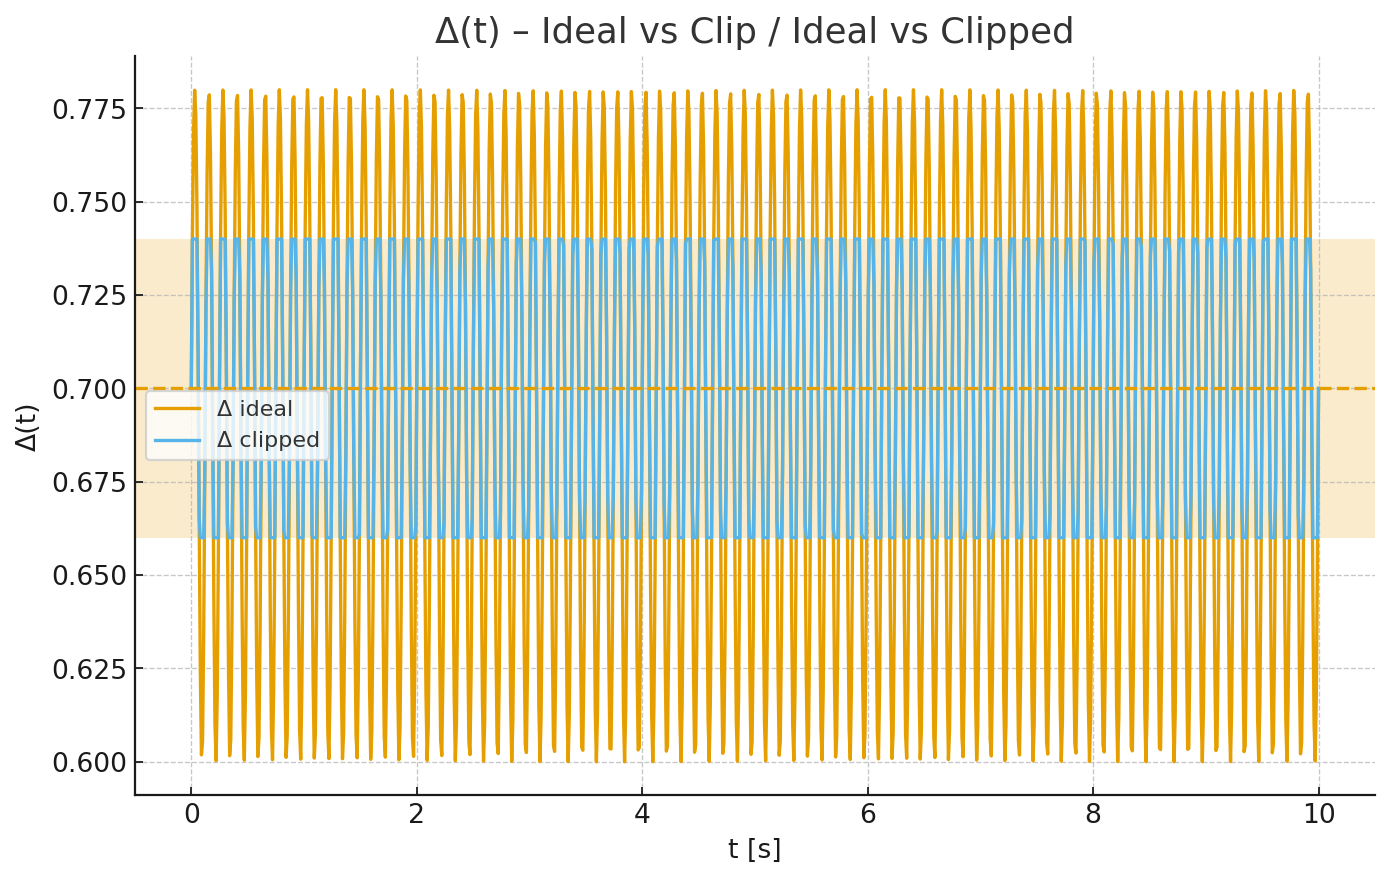 Δ(t) – Ideal vs Clip / Ideal vs Clipped
0.775
0.750
0.725
0.700
0.675
0.650
0.625
0.600
Δ(t)
Δ ideal
Δ clipped
0 2 4 6 8 10
t [s]